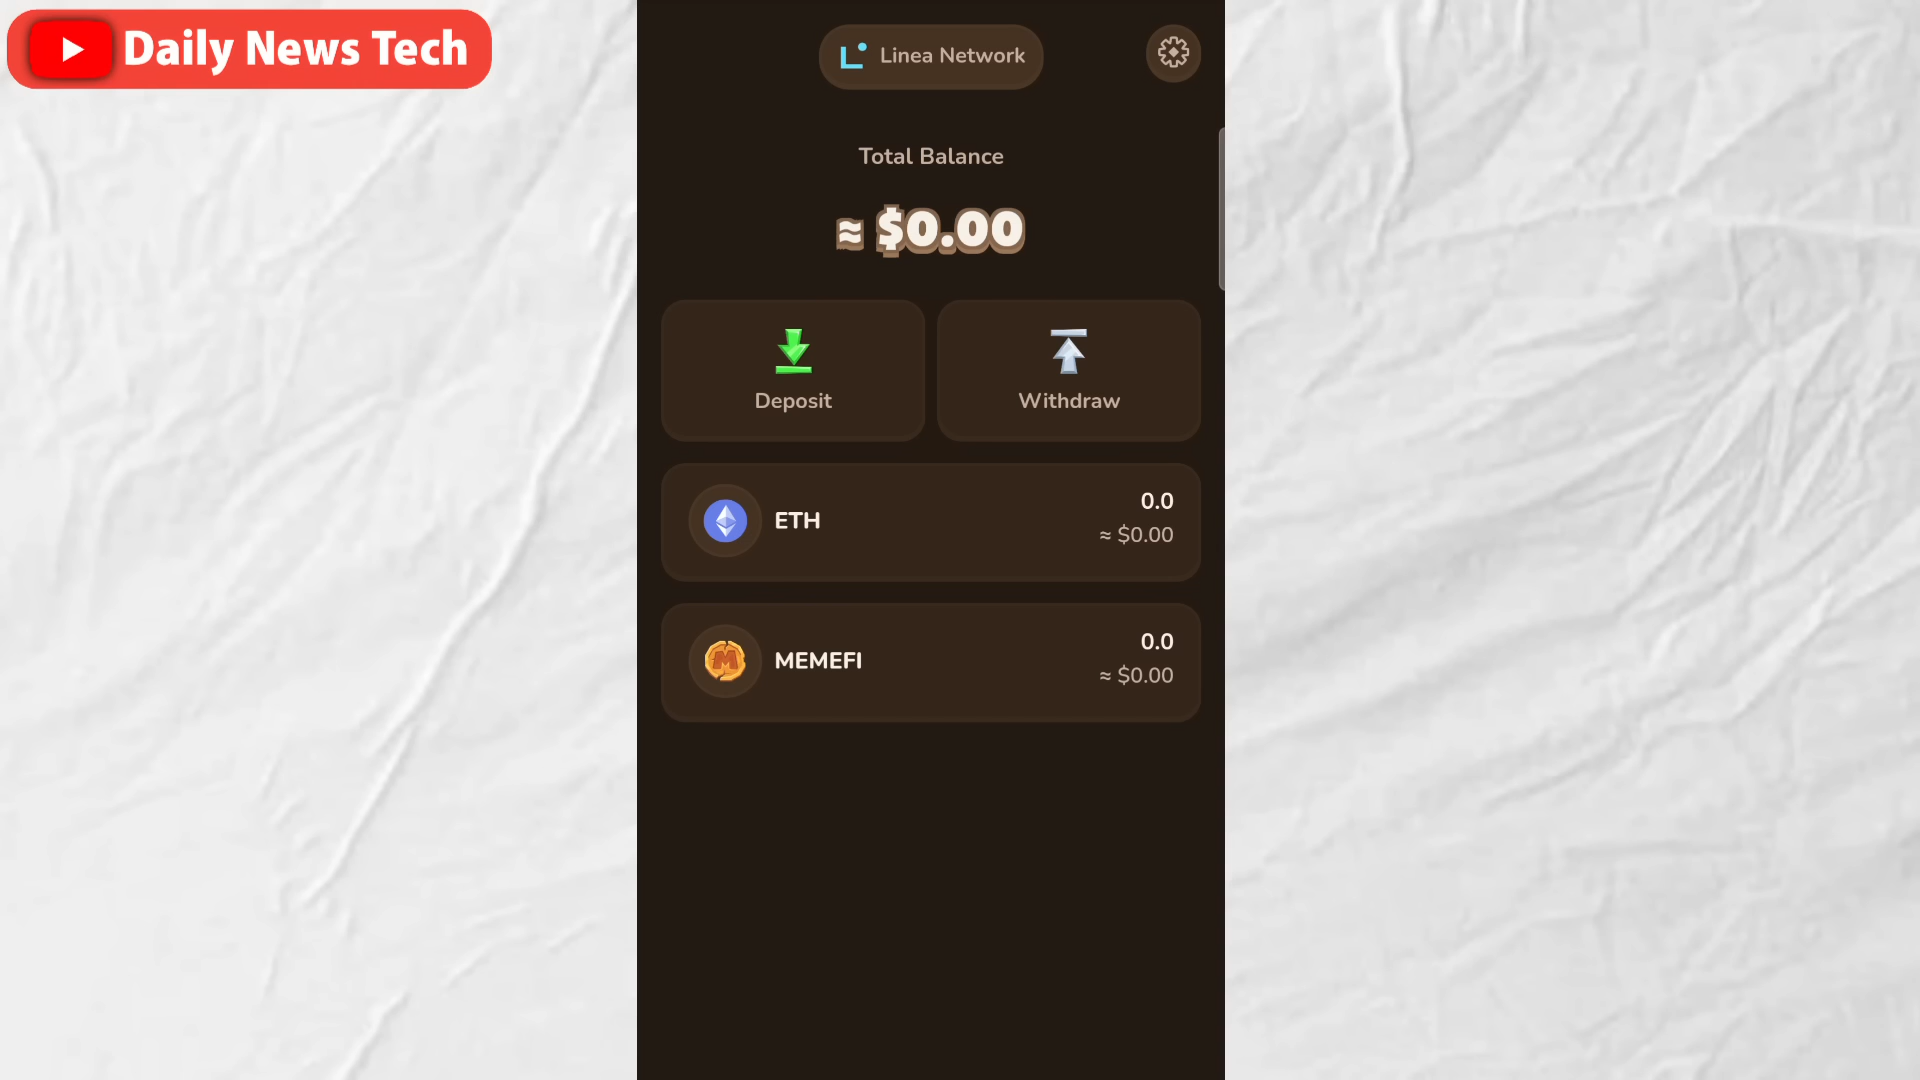 Daily News Tech
Linea Network
Total Balance
≈ $0.00
Deposit
Withdraw
ETH
0.0
≈ $0.00
MEMEFI
0.0
≈ $0.00